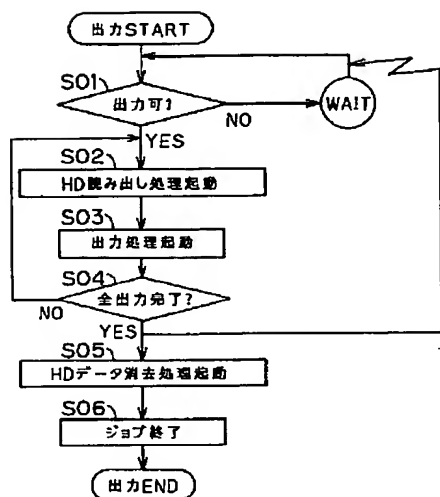 出力START
S01
出力可?
NO
WAIT
YES
S02
HD読み出し処理起動
S03
出力処理起動
S04
全出力完了?
NO
YES
S05
HDデータ消去処理起動
S06
ジョブ終了
出力END